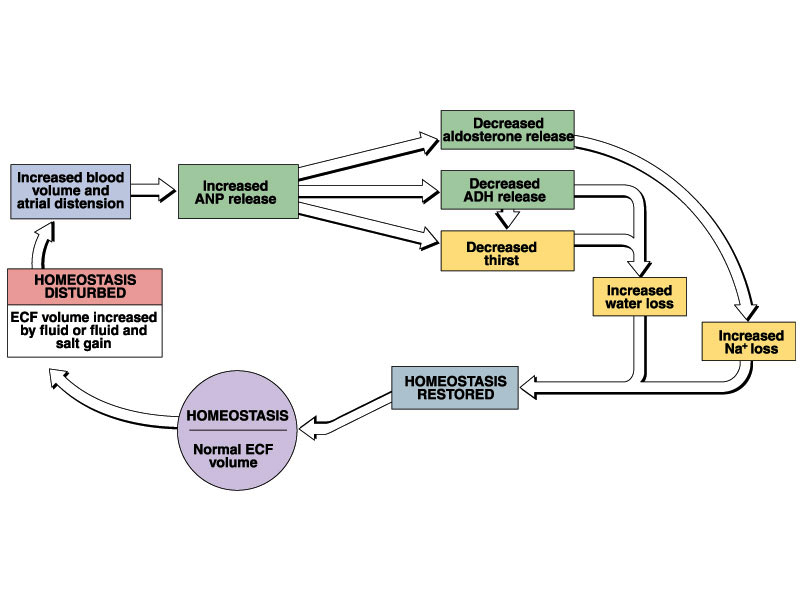 Decreased
aldosterone release
Increased blood
volume and
atrial distension
Increased
ANP release
Decreased
ADH release
Decreased
thirst
HOMEOSTASIS
DISTURBED
ECF volume increased
by fluid or fluid and
salt gain
Increased
water loss
Increased
Na⁺ loss
HOMEOSTASIS
RESTORED
HOMEOSTASIS
Normal ECF
volume